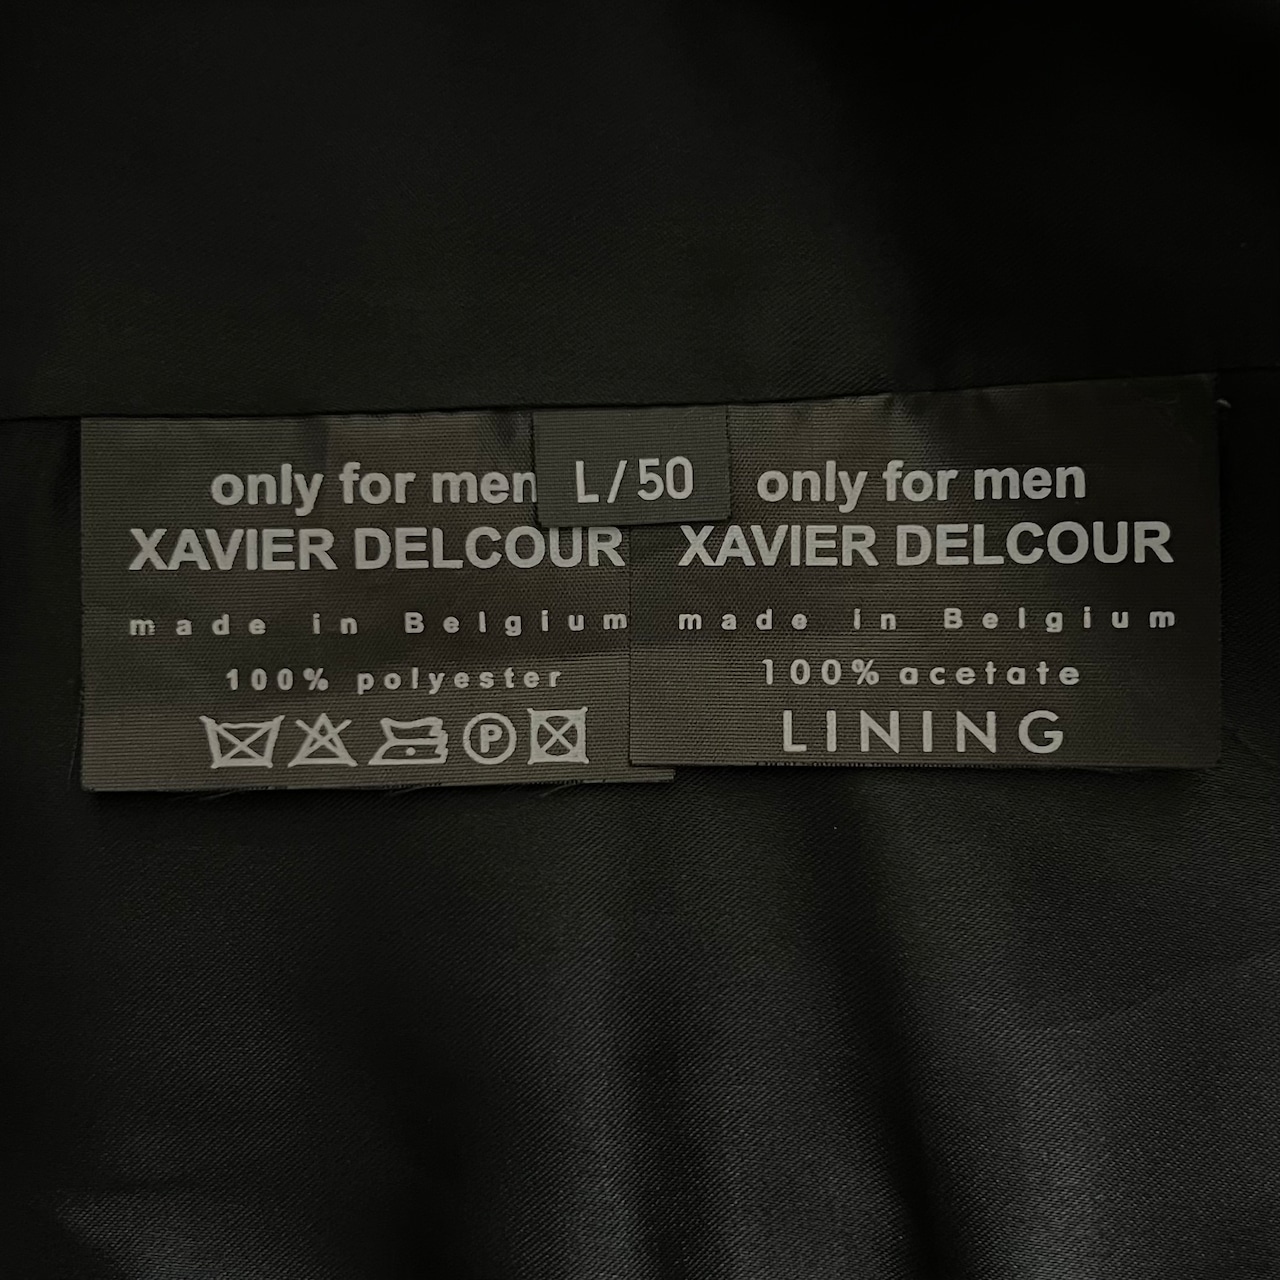 only for men
XAVIER DELCOUR
made in Belgium
100% polyester
P
L/50
only for men
XAVIER DELCOUR
made in Belgium
100% acetate
LINING